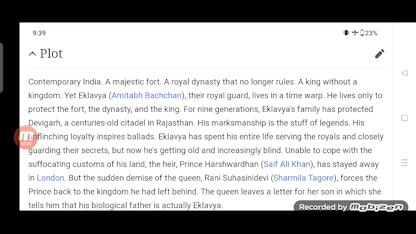 9:39
23%
Plot
Contemporary India. A majestic fort. A royal dynasty that no longer rules. A king without a
kingdom. Yet Eklavya (Amitabh Bachchan), their royal guard, lives in a time warp. He lives only to
protect the fort, the dynasty, and the king. For nine generations, Eklavya's family has protected
Devigarh, a centuries-old citadel in Rajasthan. His marksmanship is the stuff of legends. His
inflinching loyalty inspires ballads. Eklavya has spent his entire life serving the royals and closely
guarding their secrets, but now he's getting old and increasingly blind. Unable to cope with the
suffocating customs of his land, the heir, Prince Harshwardhan (Saif Ali Khan), has stayed away
in London. But the sudden demise of the queen, Rani Suhasinidevi (Sharmila Tagore), forces the
Prince back to the kingdom he had left behind. The queen leaves a letter for her son in which she
tells him that his biological father is actually Eklavya.
Recorded by Mobizen